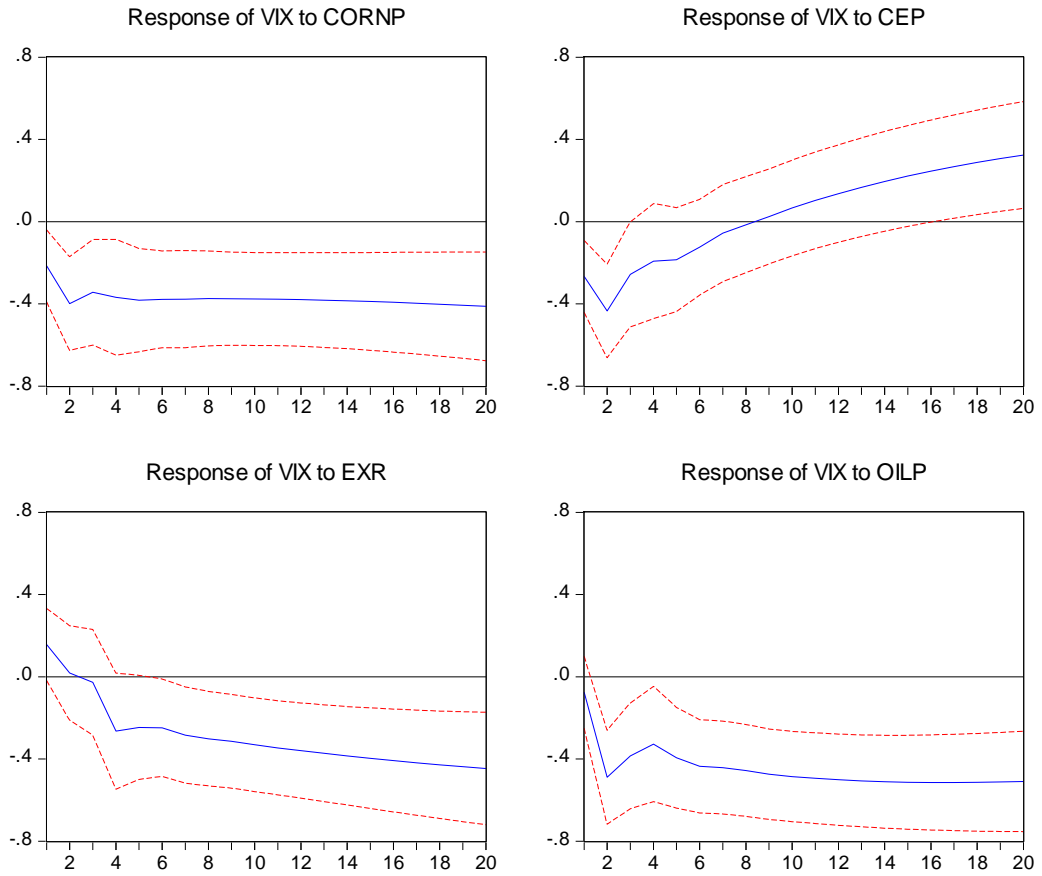 Response of VIX to CORNP
.8
.4
.0
-.4
-.8
2 4 6 8 10 12 14 16 18 20
Response of VIX to CEP
.8
.4
.0
-.4
-.8
2 4 6 8 10 12 14 16 18 20
Response of VIX to EXR
.8
.4
.0
-.4
-.8
2 4 6 8 10 12 14 16 18 20
Response of VIX to OILP
.8
.4
.0
-.4
-.8
2 4 6 8 10 12 14 16 18 20